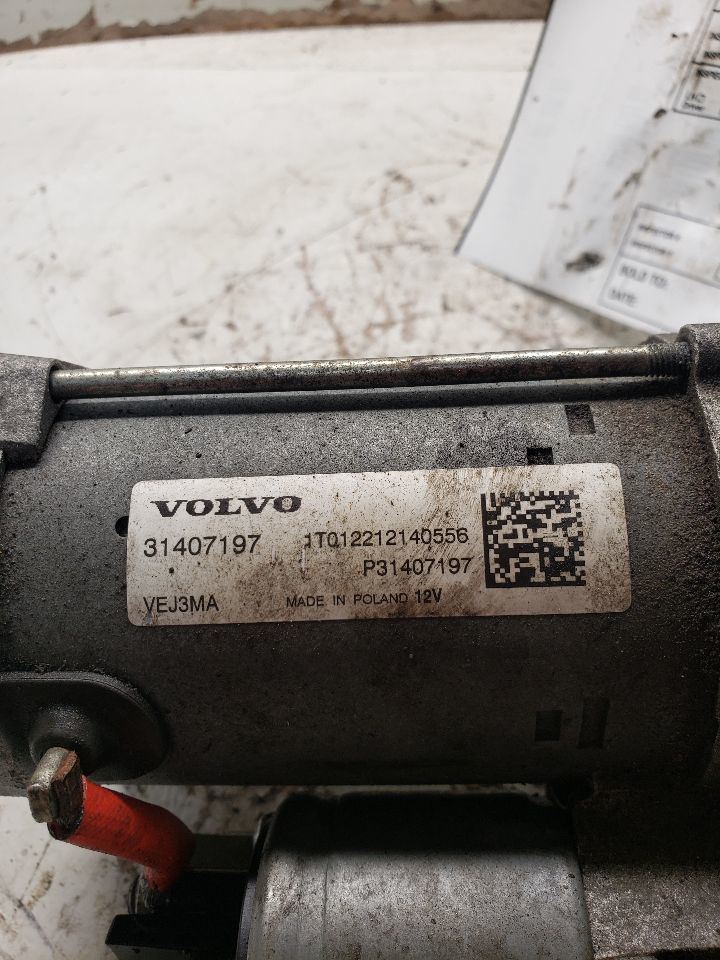 SOLD TO:
DATE:
VOLVO
31407197 1T012212140556
P31407197
VEJ3MA MADE IN POLAND 12V